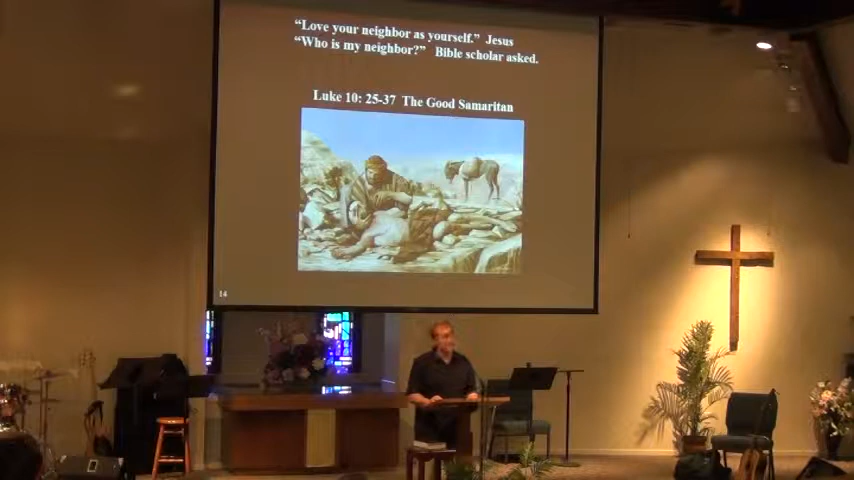 “Love your neighbor as yourself.” Jesus
“Who is my neighbor?” Bible scholar asked.
Luke 10: 25-37 The Good Samaritan
14